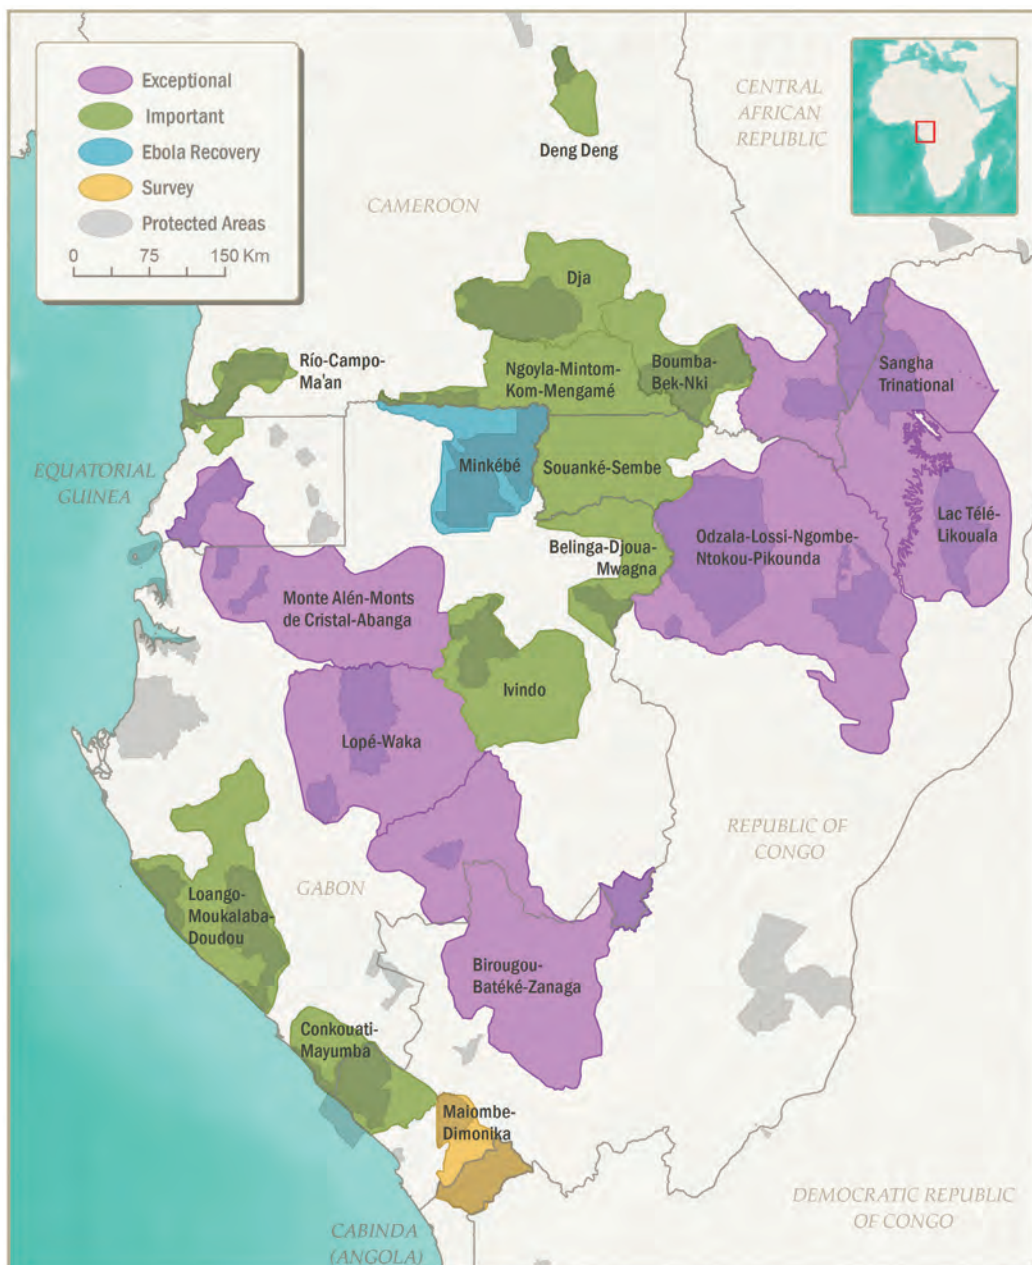 Exceptional
Important
Ebola Recovery
Survey
Protected Areas
0 75 150 Km
CENTRAL
AFRICAN
REPUBLIC
Deng Deng
CAMEROON
Dja
Río-Campo-
Ma'an
Ngoyla-Mintom-
Kom-Mengamé
Boumba-
Bek-Nki
Sangha
Trinational
EQUATORIAL
GUINEA
Minkébé
Souanké-Sembe
Odzala-Lossi-Ngombe-
Ntokou-Pikounda
Lac Télé-
Likouala
Belinga-Djoua-
Mwagna
Monte Alén-Monts
de Cristal-Abanga
Ivindo
Lopé-Waka
REPUBLIC OF
CONGO
GABON
Loango-
Moukalaba-
Doudou
Birougou-
Batéké-Zanaga
Conkouati-
Mayumba
Maiombe-
Dimonika
DEMOCRATIC REPUBLIC
OF CONGO
CABINDA
(ANGOLA)